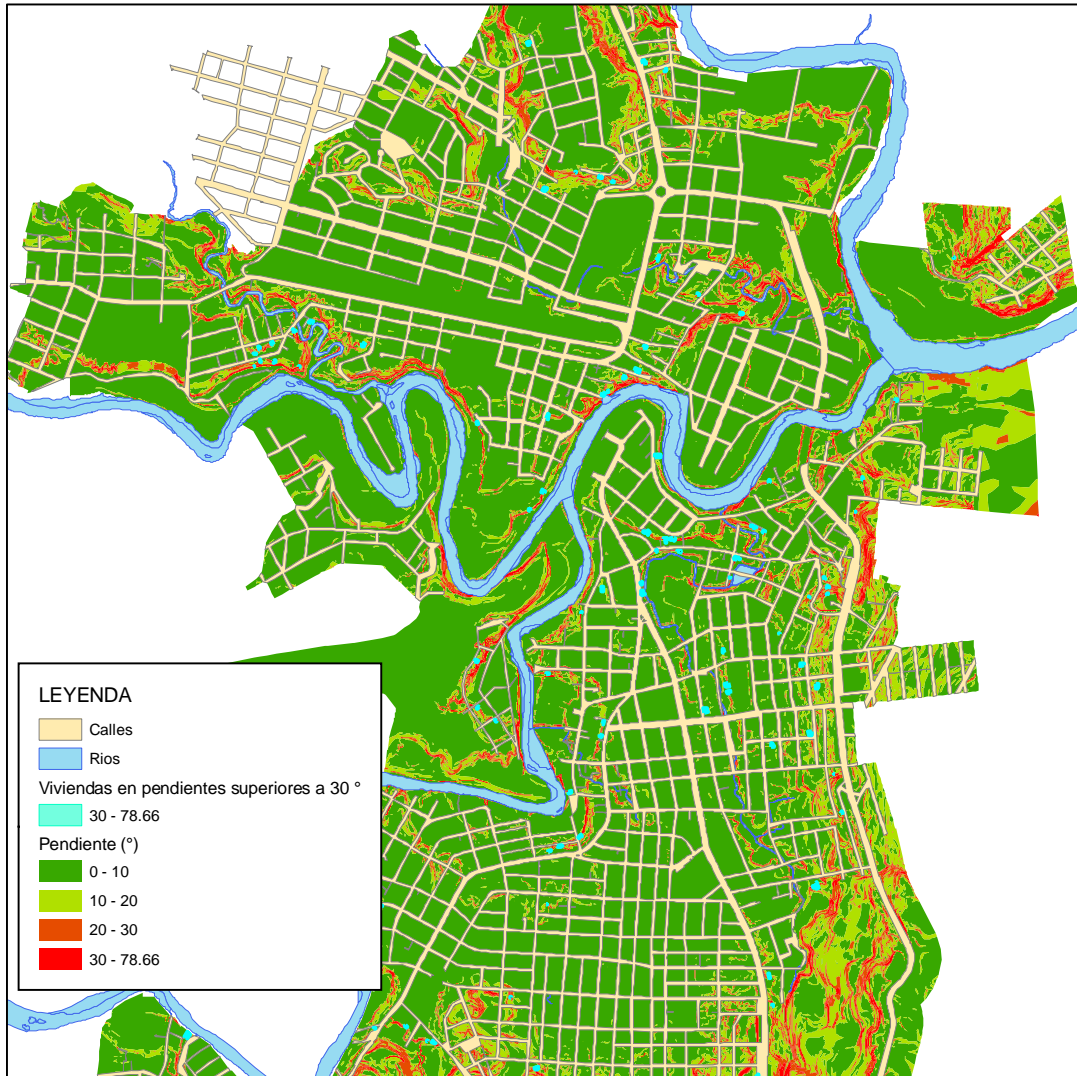 LEYENDA
Calles
Rios
Viviendas en pendientes superiores a 30 °
30 - 78.66
Pendiente (°)
0 - 10
10 - 20
20 - 30
30 - 78.66